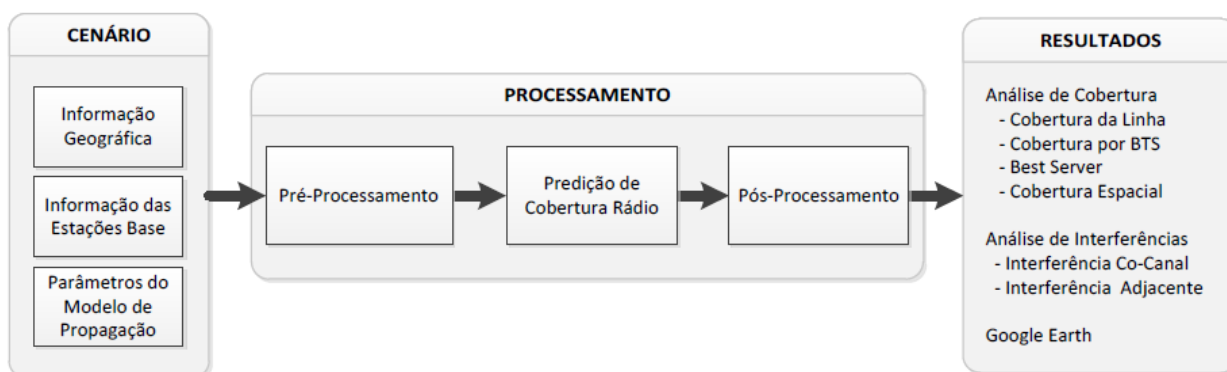 CENÁRIO
Informação
Geográfica
Informação das
Estações Base
Parâmetros do
Modelo de
Propagação
PROCESSAMENTO
Pré-Processamento
Predição de
Cobertura Rádio
Pós-Processamento
RESULTADOS
Análise de Cobertura
- Cobertura da Linha
- Cobertura por BTS
- Best Server
- Cobertura Espacial
Análise de Interferências
- Interferência Co-Canal
- Interferência Adjacente
Google Earth